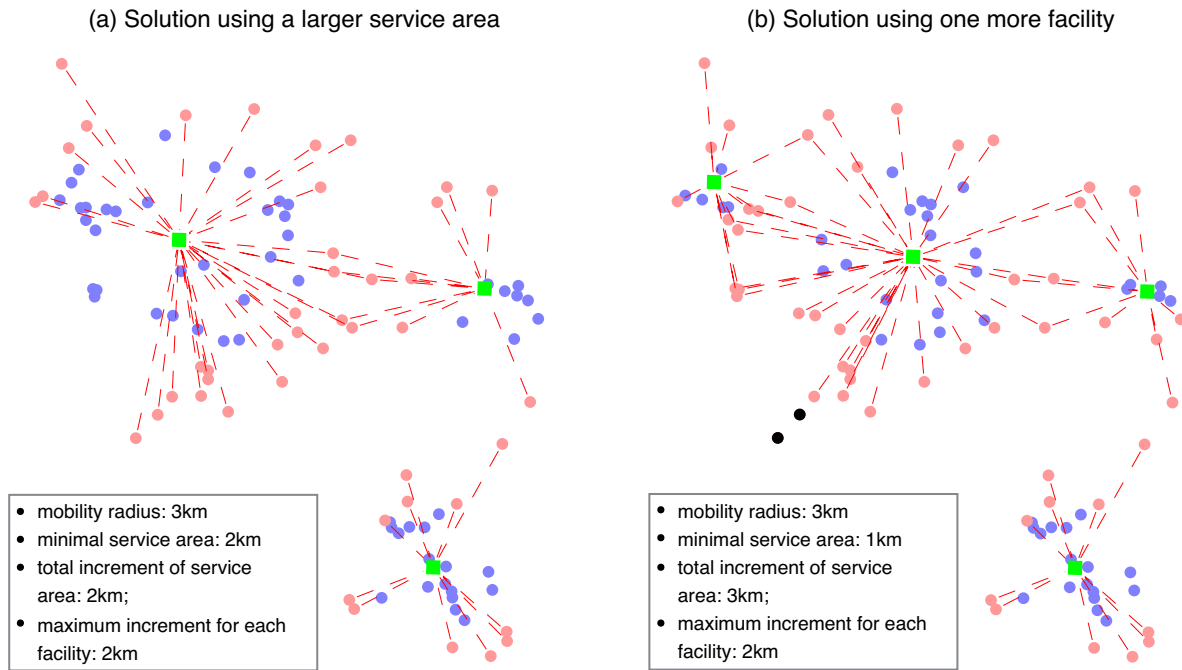 (a) Solution using a larger service area
(b) Solution using one more facility
• mobility radius: 3km
• minimal service area: 2km
• total increment of service
area: 2km;
• maximum increment for each
facility: 2km
• mobility radius: 3km
• minimal service area: 1km
• total increment of service
area: 3km;
• maximum increment for each
facility: 2km